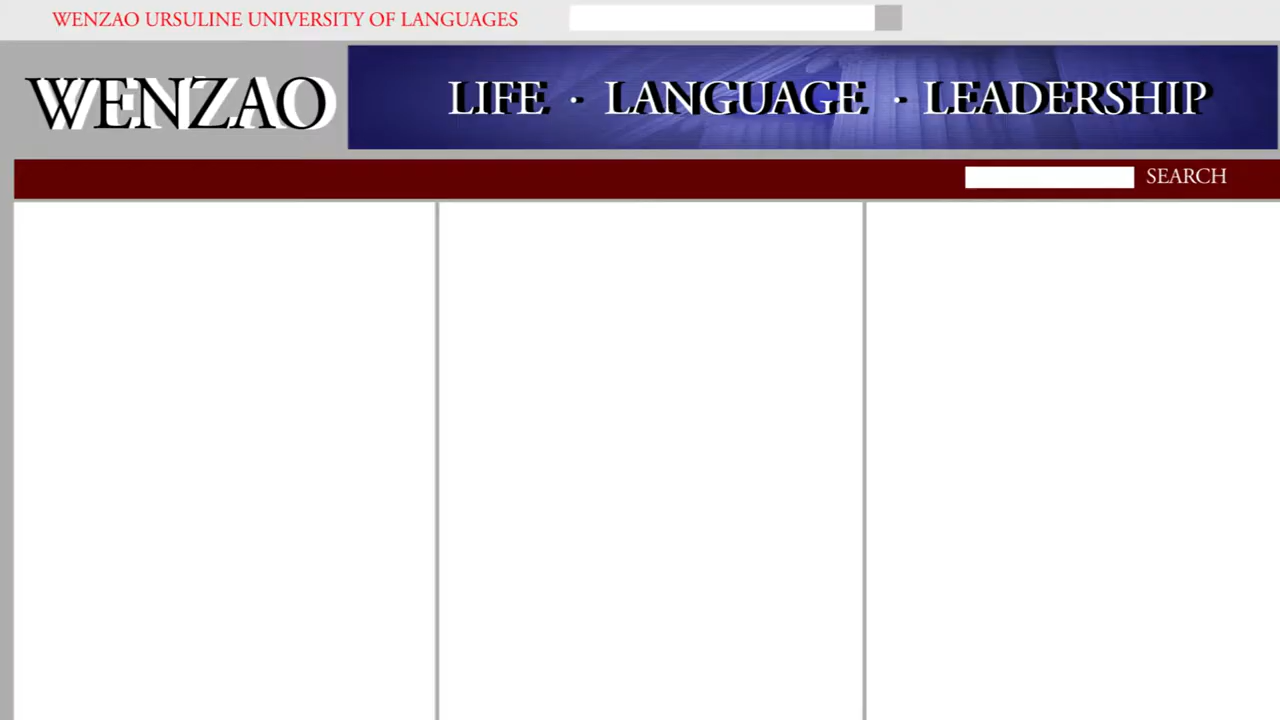 WENZAO URSULINE UNIVERSITY OF LANGUAGES
WENZAO
LIFE · LANGUAGE · LEADERSHIP
SEARCH